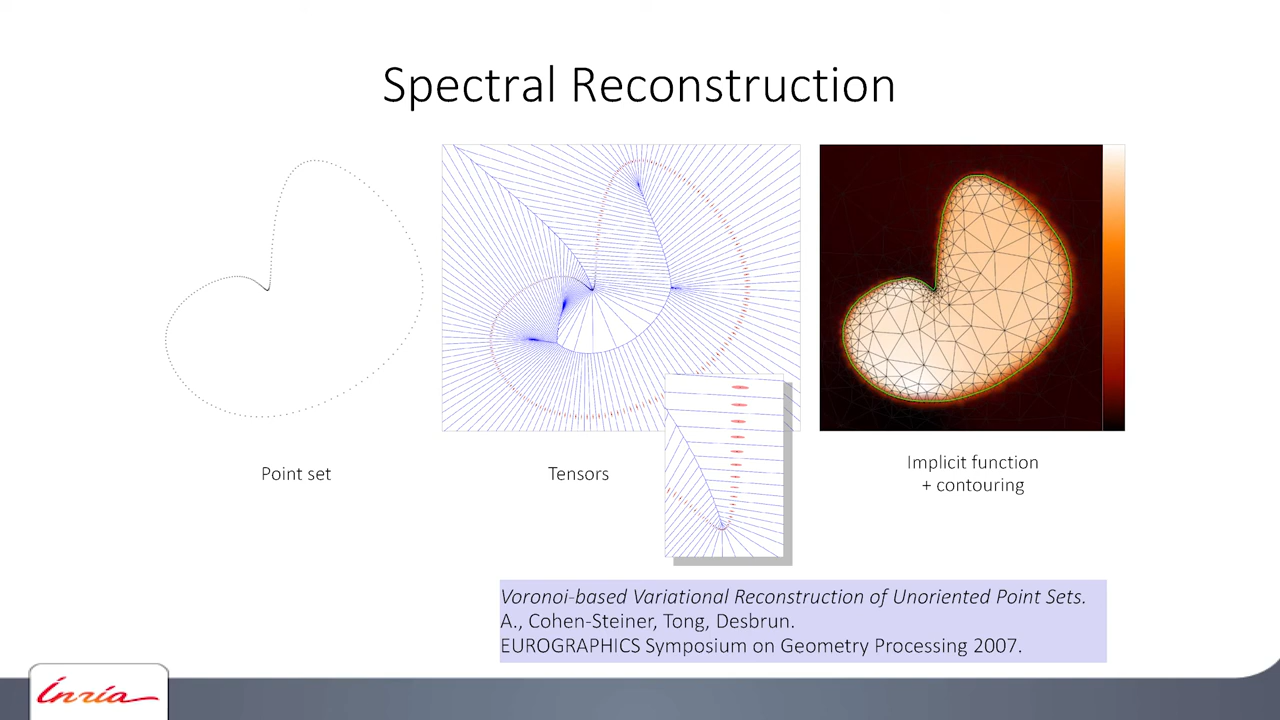 Spectral Reconstruction
Point set
Tensors
Implicit function
+ contouring
Voronoi-based Variational Reconstruction of Unoriented Point Sets.
A., Cohen-Steiner, Tong, Desbrun.
EUROGRAPHICS Symposium on Geometry Processing 2007.
Inria